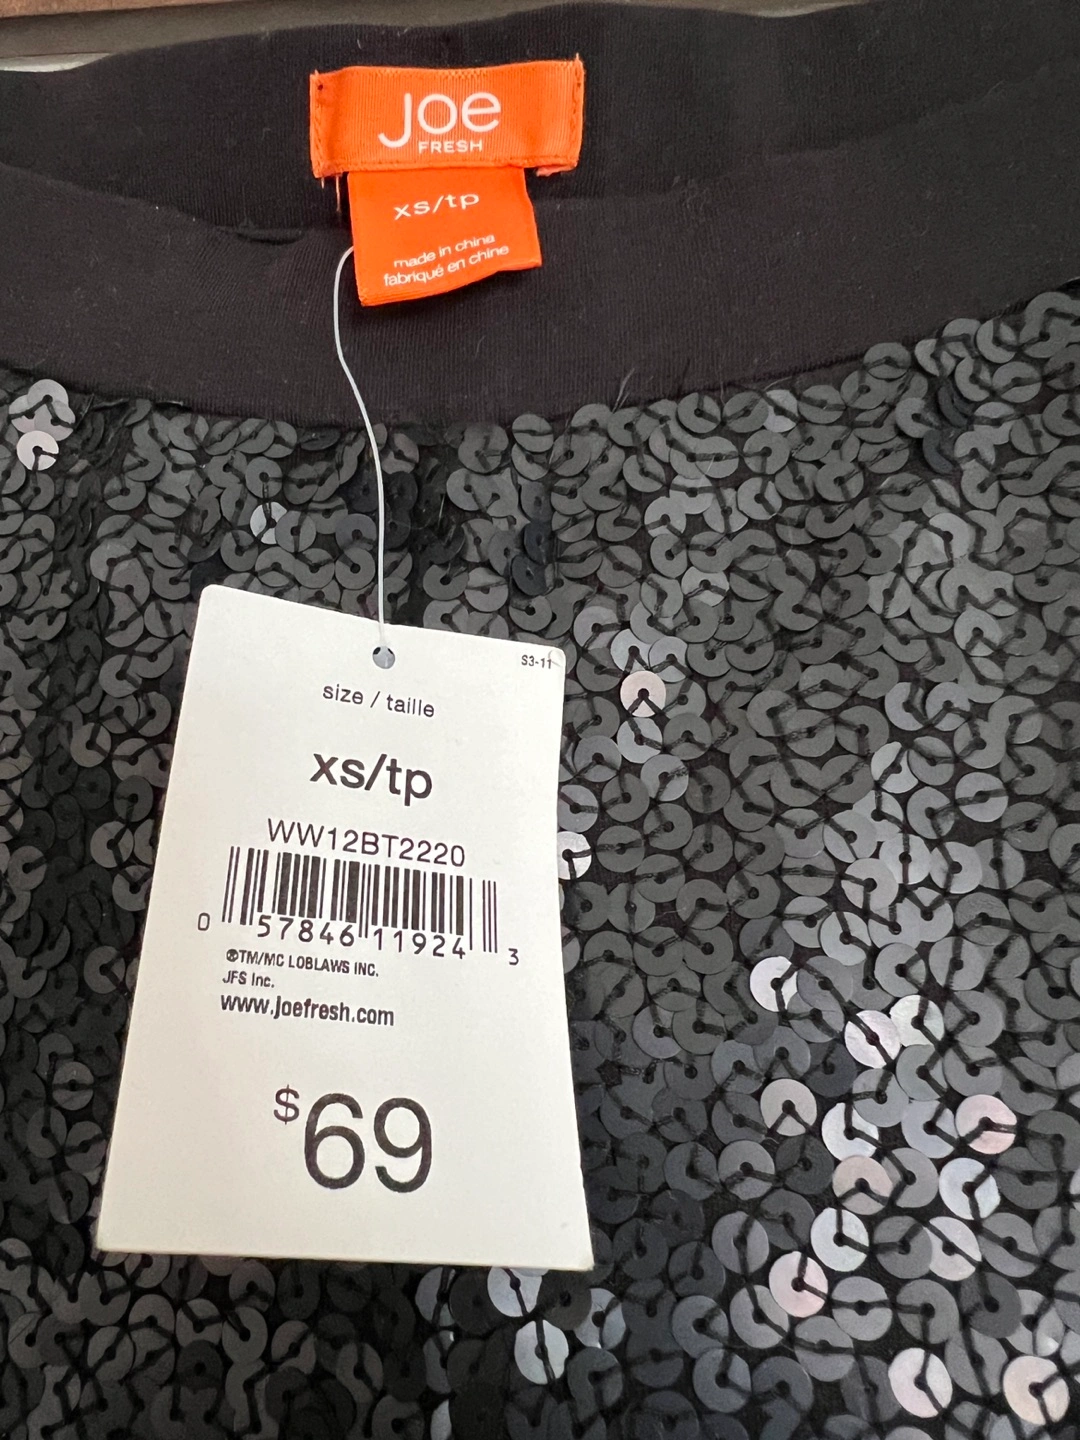 Joe
FRESH
xs/tp
made in china
fabriqué en chine
S3-11
size / taille
xs/tp
WW12BT2220
0 57846 11924 3
®TM/MC LOBLAWS INC.
JFS Inc.
www.joefresh.com
$69